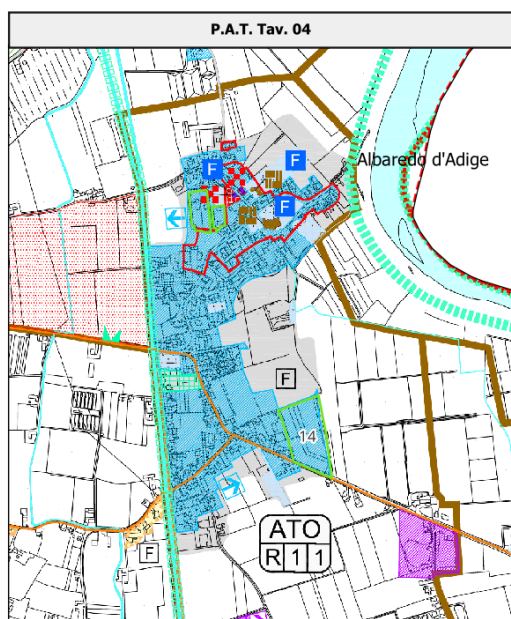 P.A.T. Tav. 04
F
F
Albaredo d'Adige
F
F
14
ATO
R 1 1
F